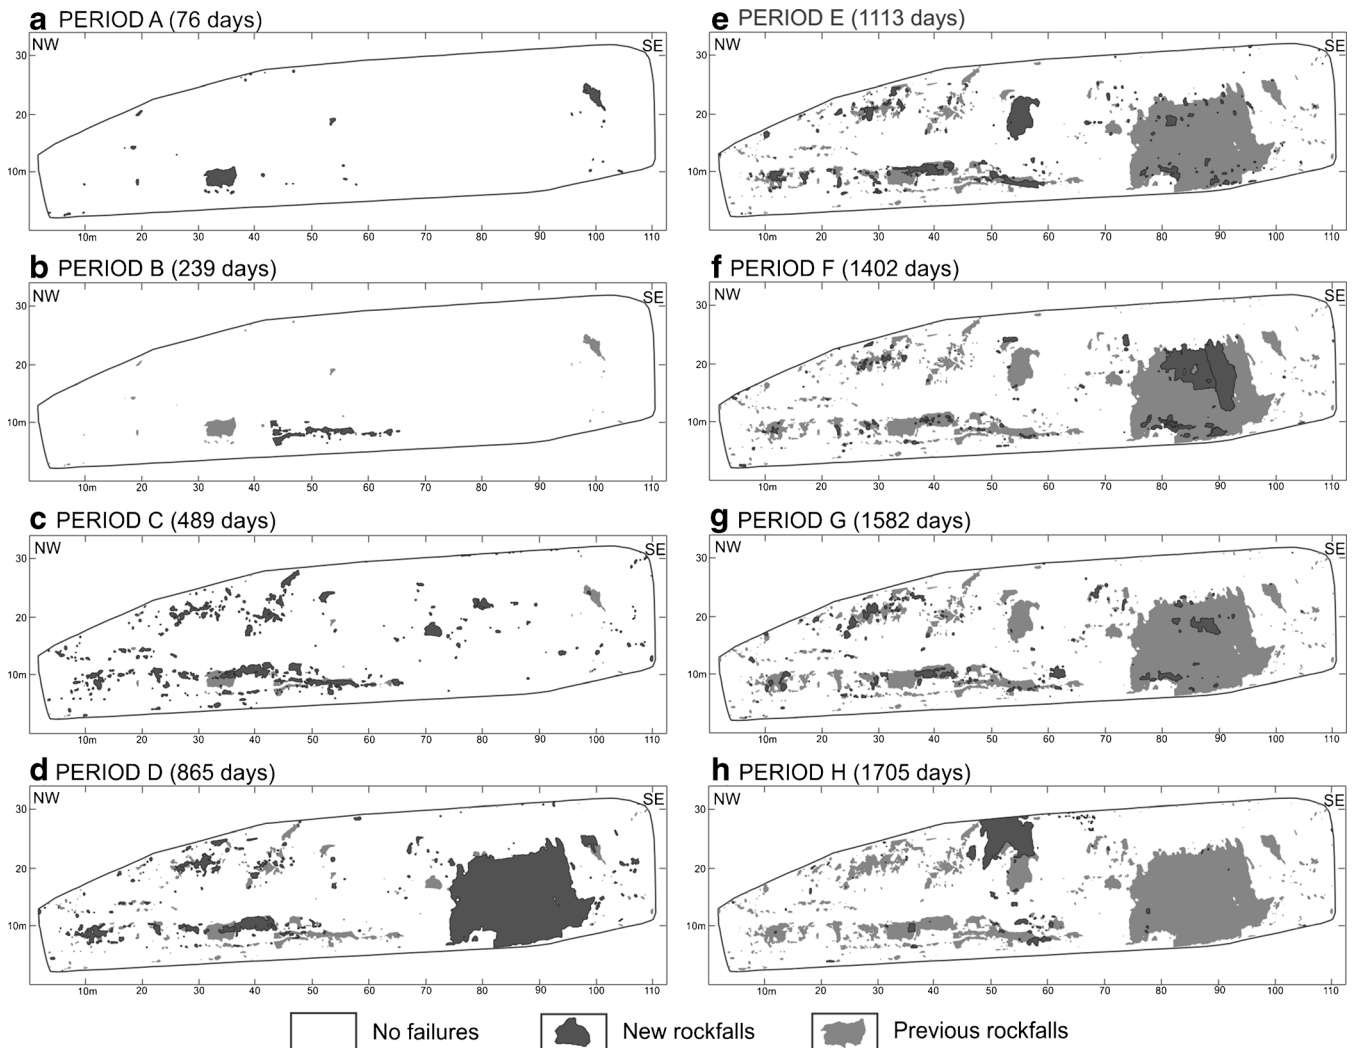 a PERIOD A (76 days)
NW
SE
30
20
10m
10m 20 30 40 50 60 70 80 90 100 110
b PERIOD B (239 days)
NW
SE
30
20
10m
10m 20 30 40 50 60 70 80 90 100 110
c PERIOD C (489 days)
NW
SE
30
20
10m
10m 20 30 40 50 60 70 80 90 100 110
d PERIOD D (865 days)
NW
SE
30
20
10m
10m 20 30 40 50 60 70 80 90 100 110
e PERIOD E (1113 days)
NW
SE
30
20
10m
10m 20 30 40 50 60 70 80 90 100 110
f PERIOD F (1402 days)
NW
SE
30
20
10m
10m 20 30 40 50 60 70 80 90 100 110
g PERIOD G (1582 days)
NW
SE
30
20
10m
10m 20 30 40 50 60 70 80 90 100 110
h PERIOD H (1705 days)
NW
SE
30
20
10m
10m 20 30 40 50 60 70 80 90 100 110
No failures
New rockfalls
Previous rockfalls